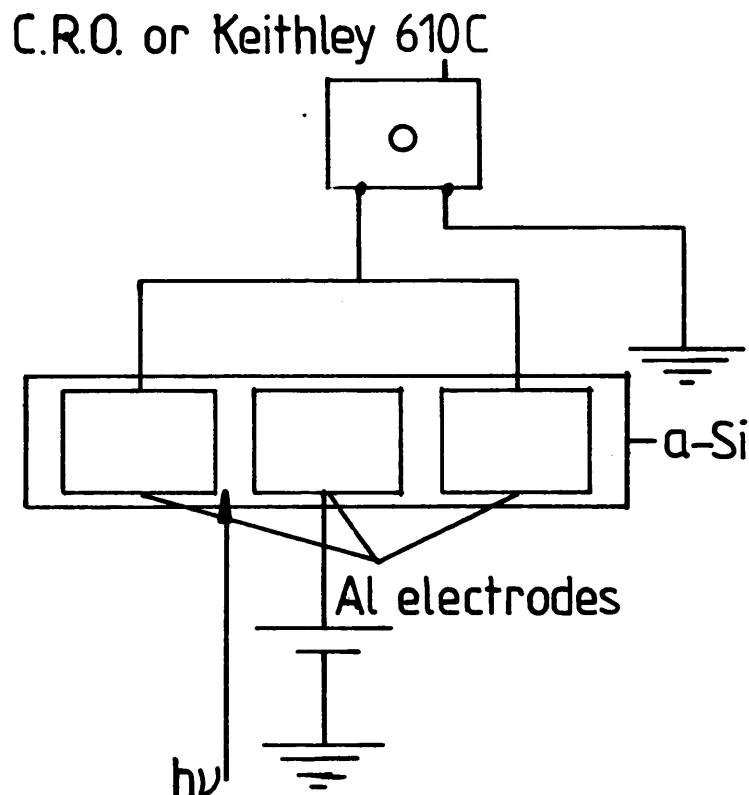 C.R.O. or Keithley 610C
a-Si
Al electrodes
hν